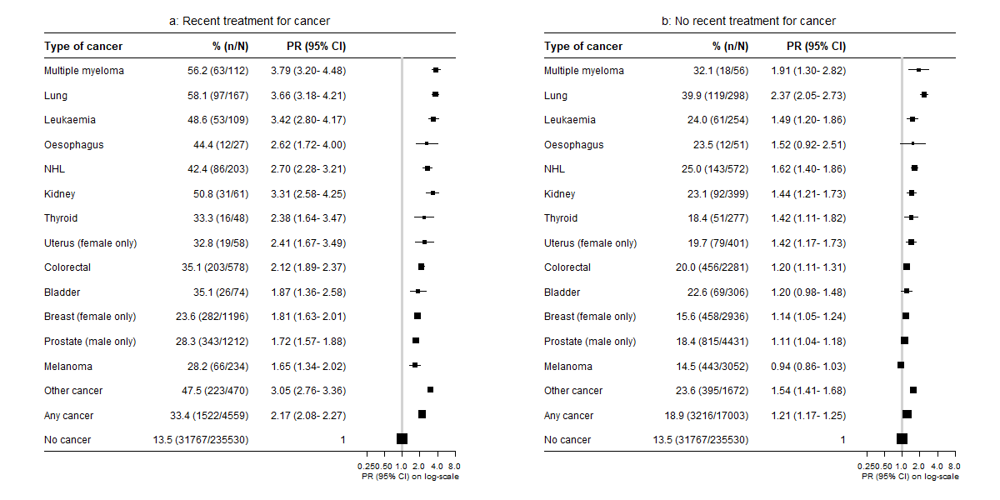 a: Recent treatment for cancer
Type of cancer % (n/N) PR (95% CI)
Multiple myeloma 56.2 (63/112) 3.79 (3.20- 4.48)
Lung 58.1 (97/167) 3.66 (3.18- 4.21)
Leukaemia 48.6 (53/109) 3.42 (2.80- 4.17)
Oesophagus 44.4 (12/27) 2.62 (1.72- 4.00)
NHL 42.4 (86/203) 2.70 (2.28- 3.21)
Kidney 50.8 (31/61) 3.31 (2.58- 4.25)
Thyroid 33.3 (16/48) 2.38 (1.64- 3.47)
Uterus (female only) 32.8 (19/58) 2.41 (1.67- 3.49)
Colorectal 35.1 (203/578) 2.12 (1.89- 2.37)
Bladder 35.1 (26/74) 1.87 (1.36- 2.58)
Breast (female only) 23.6 (282/1196) 1.81 (1.63- 2.01)
Prostate (male only) 28.3 (343/1212) 1.72 (1.57- 1.88)
Melanoma 28.2 (66/234) 1.65 (1.34- 2.02)
Other cancer 47.5 (223/470) 3.05 (2.76- 3.36)
Any cancer 33.4 (1522/4559) 2.17 (2.08- 2.27)
No cancer 13.5 (31767/235530) 1
0.25 0.50 1.0 2.0 4.0 8.0
PR (95% CI) on log-scale
b: No recent treatment for cancer
Type of cancer % (n/N) PR (95% CI)
Multiple myeloma 32.1 (18/56) 1.91 (1.30- 2.82)
Lung 39.9 (119/298) 2.37 (2.05- 2.73)
Leukaemia 24.0 (61/254) 1.49 (1.20- 1.86)
Oesophagus 23.5 (12/51) 1.52 (0.92- 2.51)
NHL 25.0 (143/572) 1.62 (1.40- 1.86)
Kidney 23.1 (92/399) 1.44 (1.21- 1.73)
Thyroid 18.4 (51/277) 1.42 (1.11- 1.82)
Uterus (female only) 19.7 (79/401) 1.42 (1.17- 1.73)
Colorectal 20.0 (456/2281) 1.20 (1.11- 1.31)
Bladder 22.6 (69/306) 1.20 (0.98- 1.48)
Breast (female only) 15.6 (458/2936) 1.14 (1.05- 1.24)
Prostate (male only) 18.4 (815/4431) 1.11 (1.04- 1.18)
Melanoma 14.5 (443/3052) 0.94 (0.86- 1.03)
Other cancer 23.6 (395/1672) 1.54 (1.41- 1.68)
Any cancer 18.9 (3216/17003) 1.21 (1.17- 1.25)
No cancer 13.5 (31767/235530) 1
0.25 0.50 1.0 2.0 4.0 8.0
PR (95% CI) on log-scale